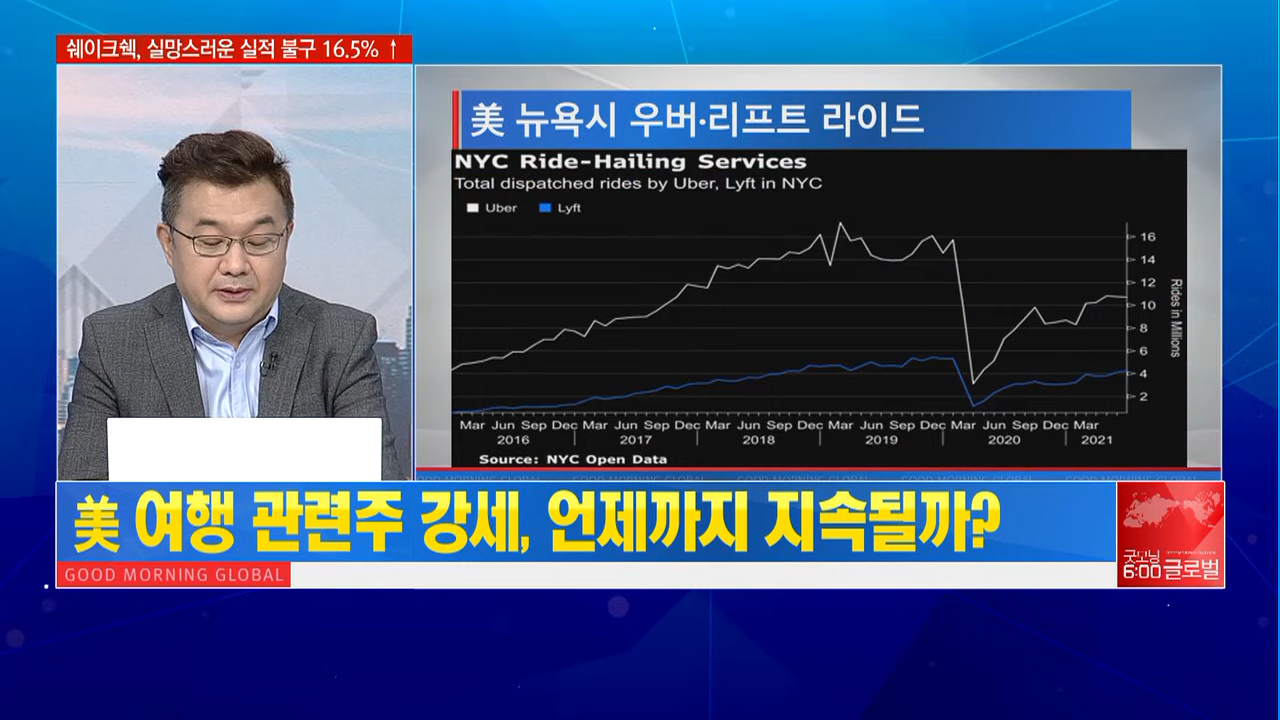 쉐이크쉑, 실망스러운 실적 불구 16.5% ↑
美 뉴욕시 우버·리프트 라이드
NYC Ride-Hailing Services
Total dispatched rides by Uber, Lyft in NYC
Uber Lyft
16
14
12
10
8
6
4
2
Rides in Millions
Mar Jun Sep Dec Mar Jun Sep Dec Mar Jun Sep Dec Mar Jun Sep Dec Mar Jun Sep Dec Mar
2016 2017 2018 2019 2020 2021
Source: NYC Open Data
美 여행 관련주 강세, 언제까지 지속될까?
GOOD MORNING GLOBAL
굿모닝
6:00 글로벌